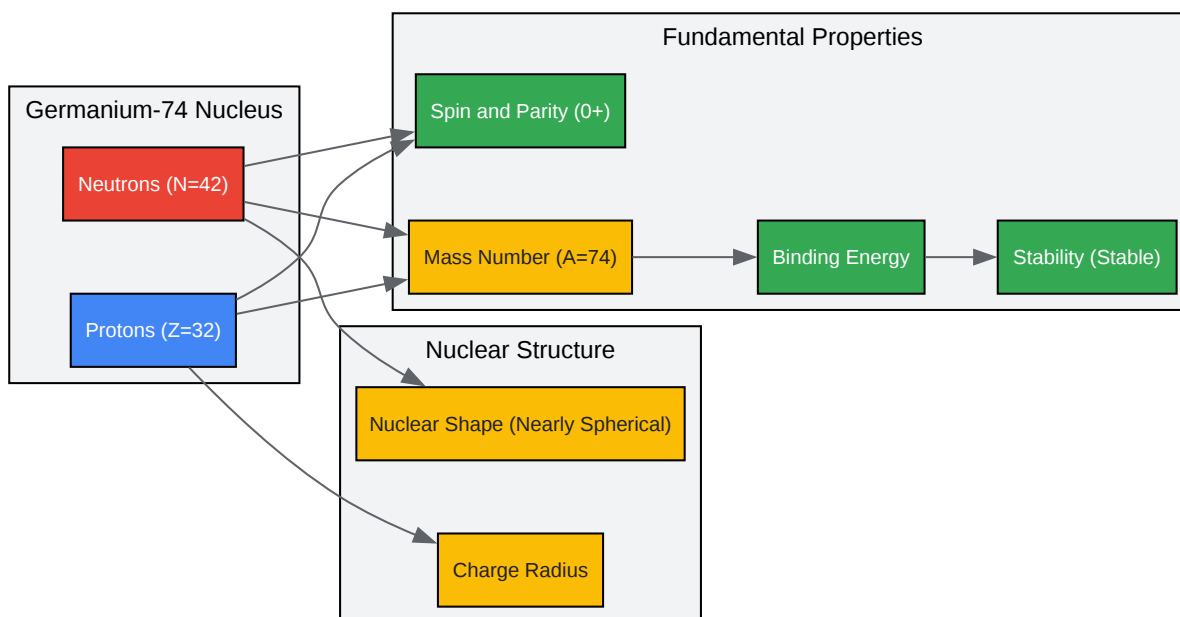 Germanium-74 Nucleus
Neutrons (N=42)
Protons (Z=32)
Fundamental Properties
Spin and Parity (0+)
Mass Number (A=74)
Binding Energy
Stability (Stable)
Nuclear Structure
Nuclear Shape (Nearly Spherical)
Charge Radius